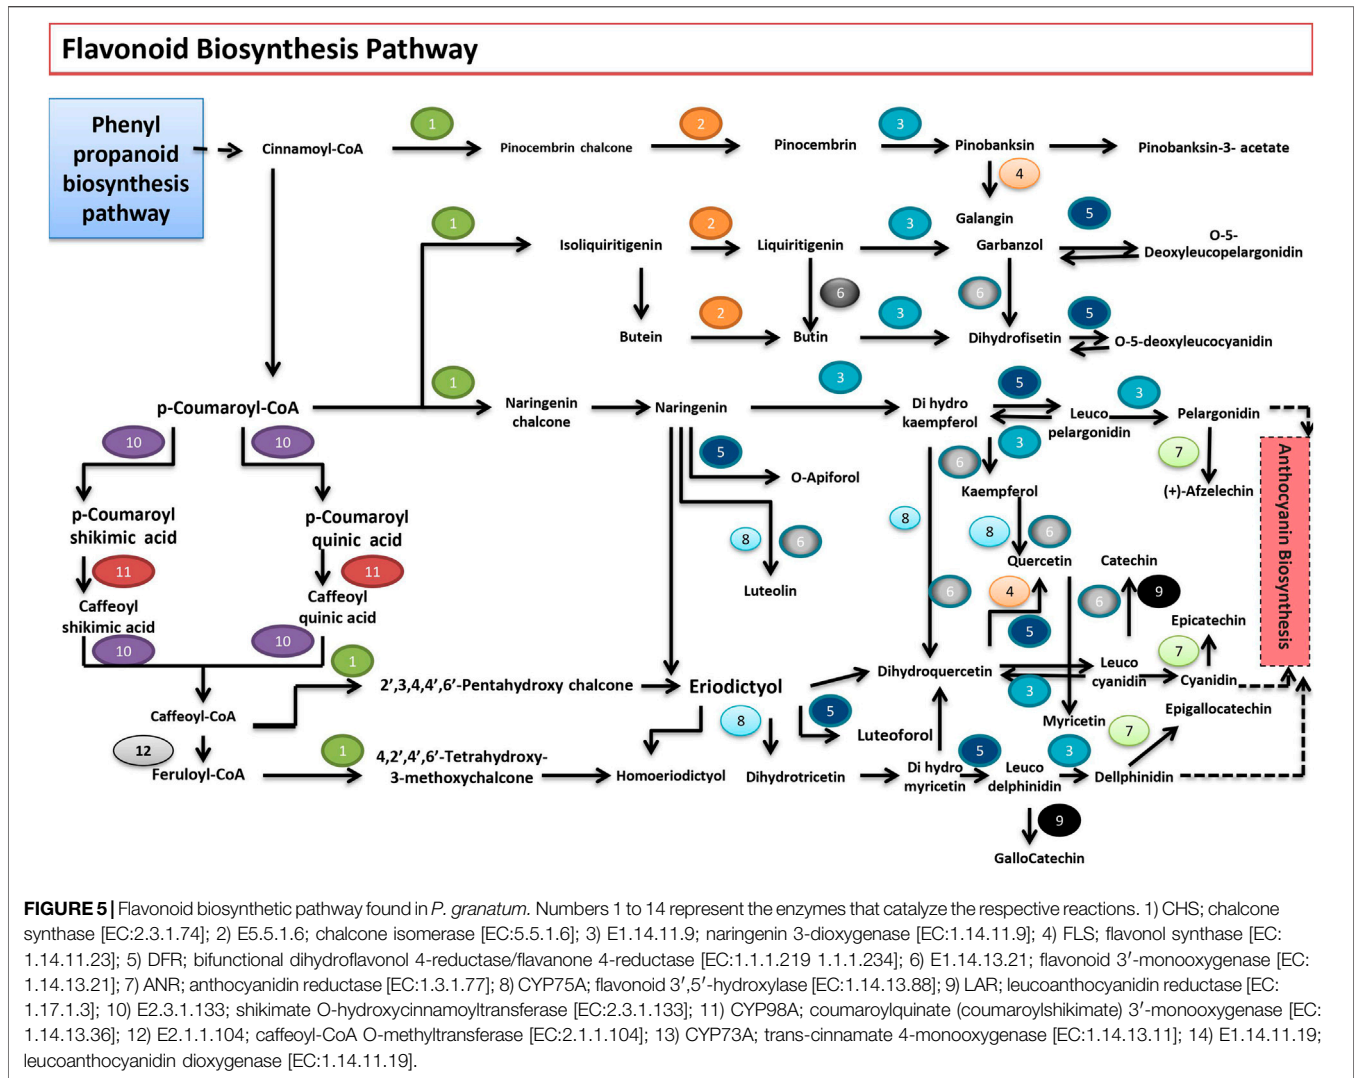 Flavonoid Biosynthesis Pathway
Phenyl
propanoid
biosynthesis
pathway
Cinnamoyl-CoA
1
Pinocembrin chalcone
2
Pinocembrin
3
Pinobanksin
Pinobanksin-3- acetate
4
Galangin
1
Isoliquiritigenin
2
Liquiritigenin
3
Garbanzol
5
O-5-
Deoxyleucopelargonidin
6
6
Butein
2
Butin
3
Dihydrofisetin
5
O-5-deoxyleucocyanidin
p-Coumaroyl-CoA
1
Naringenin
chalcone
Naringenin
3
Di hydro
kaempferol
5
Leuco
pelargonidin
3
Pelargonidin
7
(+)-Afzelechin
10
10
5
O-Apiforol
6
3
Kaempferol
p-Coumaroyl
shikimic acid
p-Coumaroyl
quinic acid
8
6
Luteolin
8
8
6
Quercetin
Catechin
11
11
Caffeoyl
shikimic acid
Caffeoyl
quinic acid
6
4
5
6
9
Epicatechin
10
10
1
7
Anthocyanin Biosynthesis
2’,3,4,4’,6’-Pentahydroxy chalcone
Eriodictyol
Dihydroquercetin
3
Leuco
cyanidin
Cyanidin
Caffeoyl-CoA
8
5
Luteoforol
Myricetin
Epigallocatechin
7
12
Feruloyl-CoA
1
4,2’,4’,6’-Tetrahydroxy-
3-methoxychalcone
Homoeriodictyol
Dihydrotricetin
Di hydro
myricetin
5
Leuco
delphinidin
3
Dellphinidin
9
GalloCatechin
FIGURE 5 | Flavonoid biosynthetic pathway found in P. granatum. Numbers 1 to 14 represent the enzymes that catalyze the respective reactions. 1) CHS; chalcone
synthase [EC:2.3.1.74]; 2) E5.5.1.6; chalcone isomerase [EC:5.5.1.6]; 3) E1.14.11.9; naringenin 3-dioxygenase [EC:1.14.11.9]; 4) FLS; flavonol synthase [EC:
1.14.11.23]; 5) DFR; bifunctional dihydroflavonol 4-reductase/flavanone 4-reductase [EC:1.1.1.219 1.1.1.234]; 6) E1.14.13.21; flavonoid 3′-monooxygenase [EC:
1.14.13.21]; 7) ANR; anthocyanidin reductase [EC:1.3.1.77]; 8) CYP75A; flavonoid 3′,5′-hydroxylase [EC:1.14.13.88]; 9) LAR; leucoanthocyanidin reductase [EC:
1.17.1.3]; 10) E2.3.1.133; shikimate O-hydroxycinnamoyltransferase [EC:2.3.1.133]; 11) CYP98A; coumaroylquinate (coumaroylshikimate) 3′-monooxygenase [EC:
1.14.13.36]; 12) E2.1.1.104; caffeoyl-CoA O-methyltransferase [EC:2.1.1.104]; 13) CYP73A; trans-cinnamate 4-monooxygenase [EC:1.14.13.11]; 14) E1.14.11.19;
leucoanthocyanidin dioxygenase [EC:1.14.11.19].